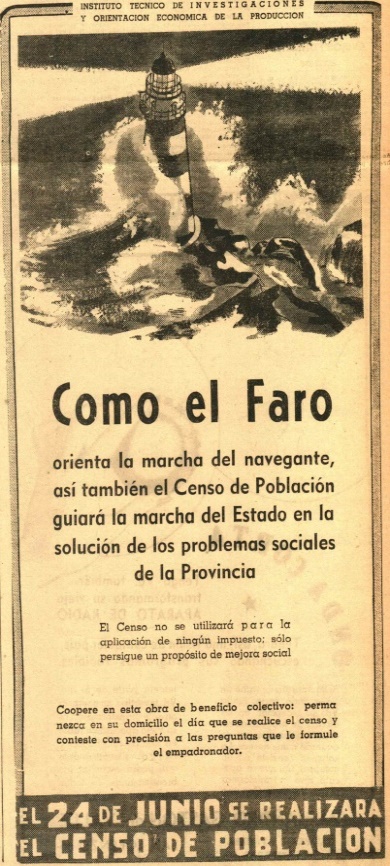 INSTITUTO TECNICO DE INVESTIGACIONES
Y ORIENTACION ECONOMICA DE LA PRODUCCION
Como el Faro
orienta la marcha del navegante,
así también el Censo de Población
guiará la marcha del Estado en la
solución de los problemas sociales
de la Provincia
El Censo no se utilizará para la
aplicación de ningún impuesto; sólo
persigue un propósito de mejora social
Coopere en esta obra de beneficio colectivo: perma
nezca en su domicilio el día que se realice el censo y
conteste con precisión a las preguntas que le formule
el empadronador.
EL 24 DE JUNIO SE REALIZARA
EL CENSO DE POBLACION